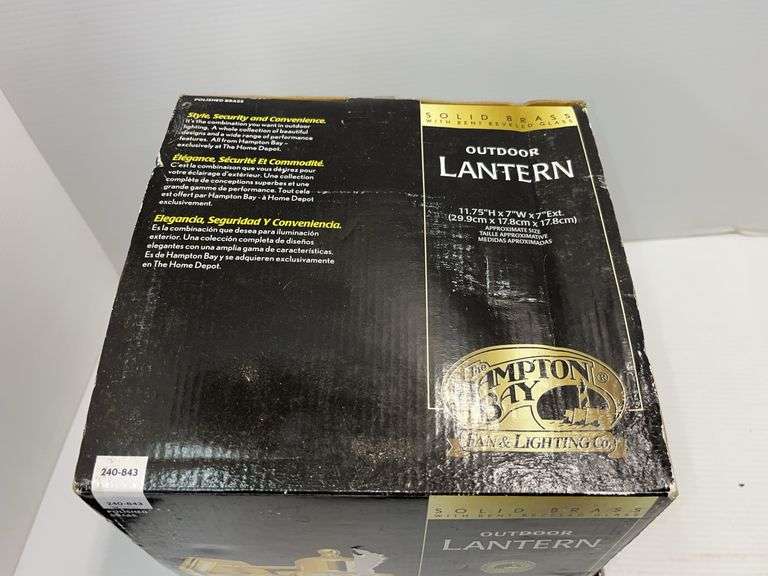 POLISHED BRASS
Style, Security and Convenience.
It's the combination you want in outdoor
lighting. A whole collection of beautiful
designs and a wide range of performance
features. All from Hampton Bay –
exclusively at The Home Depot.
Elégance, Sécurité Et Commodité.
C'est la combinaison que vous désirez pour
votre éclairage d'extérieur. Une collection
complète de conceptions superbes et une
grande gamme de performance. Tout cela
est offert par Hampton Bay - à Home Depot
exclusivement.
Elegancia, Seguridad Y Conveniencia.
Es la combinación que desea para iluminación
exterior. Una colección completa de diseños
elegantes con una amplia gama de características.
Es de Hampton Bay y se adquieren exclusivamente
en The Home Depot.
SOLID BRASS
WITH BENT BEVELED GLASS
OUTDOOR
LANTERN
11.75"H x 7"W x 7"Ext.
(29.9cm x 17.8cm x 17.8cm)
APPROXIMATE SIZE
TAILLE APPROXIMATIVE
MEDIDAS APROXIMADAS
The
HAMPTON
BAY ®
FAN & LIGHTING Co.
240-843
240-843
POLISHED
BRASS
SOLID BRASS
WITH BENT BEVELED GLASS
OUTDOOR
LANTERN